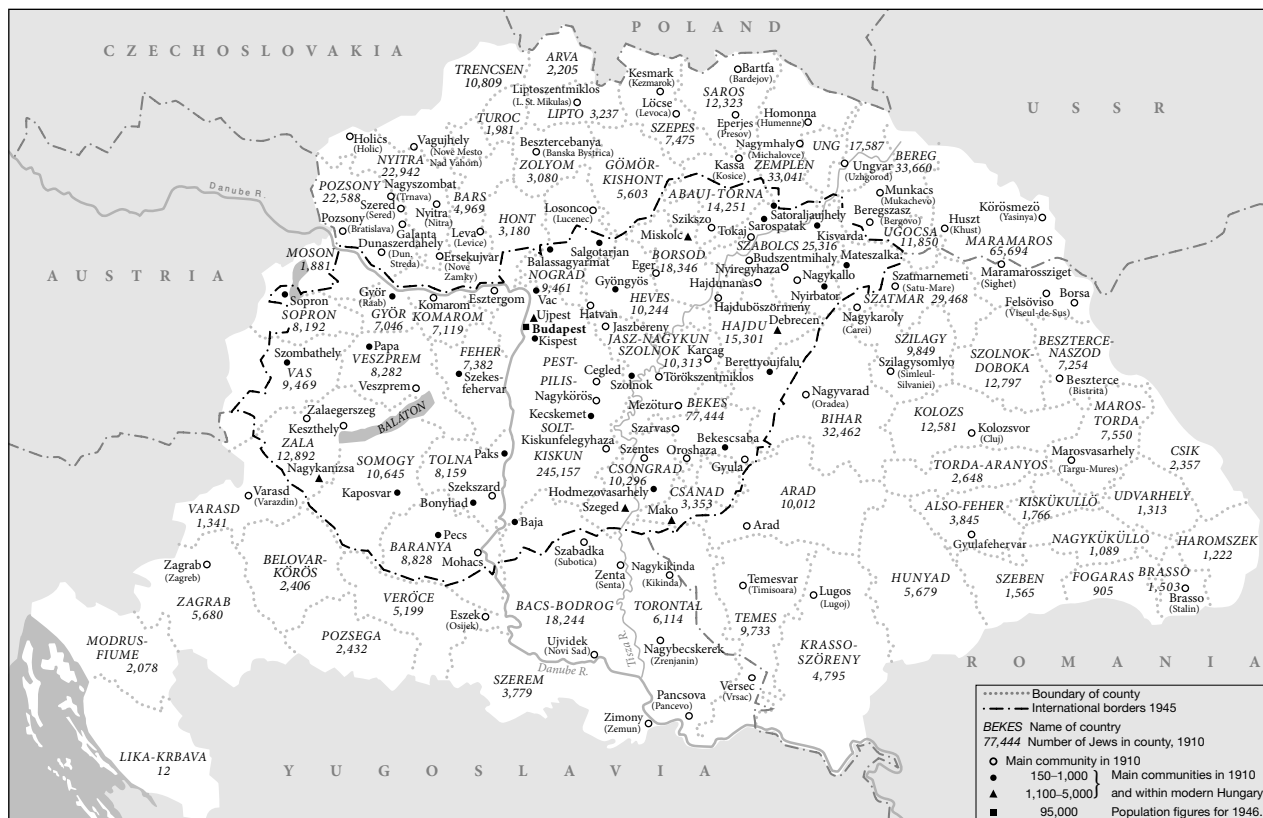 CZECHOSLOVAKIA
POLAND
USSR
AUSTRIA
ROMANIA
YUGOSLAVIA
TRENCSEN
10,809
ARVA
2,205
Liptoszentmiklos
(L. St. Mikulas)
LIPTO 3,237
TUROC
1,981
Kesmark
(Kezmarok)
Löcse
(Levoca)
SZEPES
7,475
Bartfa
(Bardejov)
SAROS
12,323
Eperjes
(Presov)
Homonna
(Humenne)
Nagymhaly
(Michalovce)
UNG 17,587
Ungvar
(Uzhgorod)
BEREG
33,660
Holičs
(Holic)
Vagujhely
(Nové Mesto
Nad Vahom)
NYITRA
22,942
Besztercebanya
(Banska Bystrica)
ZOLYOM
3,080
GÖMÖR-
KISHONT
5,603
Kassa
(Kosice)
ZEMPLEN
33,041
ABAUJ-TORNA
14,251
Munkacs
(Mukachevo)
Beregszasz
(Bergovo)
UGOCSA
11,850
Huszt
(Khust)
Körösmezö
(Yasinya)
MARAMAROS
65,694
Maramarössziget
(Sighet)
POZSONY
22,588
Nagyszombat
(Trnava)
Szered
(Sered)
Nyitra
(Nitra)
BARS
4,969
Pozsony
(Bratislava)
Galanta
Leva
(Levice)
HONT
3,180
Losonco
(Lucenec)
Dunaszerdahely
(Dun.
Streda)
Ersekujvar
(Nove
Zamky)
Danube R.
MOSON
1,881
Szikszo
Miskolc
Tokaj
Satoraljaujhely
Sarospatak
Kisvarda
SZABOLCS 25,316
Budszentmihaly
Mateszalka
Balassagyarmat
Salgotarjan
Eger
BORSOD
18,346
Nyiregyhaza
Nagykallo
Nyirbator
Hajdunanas
Szatmarnemeti
(Satu-Mare)
SZATMAR 29,468
Nagykaroly
(Carei)
Felsöviso
(Viseul-de-Sus)
Borsa
Sopron
SOPRON
8,192
Györ
(Raab)
GYÖR
7,046
Komarom
KOMAROM
7,119
Esztergom
NOGRAD
9,461
Vac
Ujpest
Budapest
Kispest
Gyöngyös
HEVES
10,244
Hatvan
Jaszbéreny
Hajduböszörmeny
Debrecen
HAJDU
15,301
JASZ-NAGYKUN
SZOLNOK
10,313
Karcag
Szombathely
VAS
9,469
Papa
VESZPREM
8,282
Veszprem
FEHER
7,382
Szekes-
fehervar
PEST-
PILIS-
SOLT-
KISKUN
245,157
Cegled
Szolnok
Törökszentmiklos
Berettyoujfalu
SZILAGY
9,849
Szilagysomlyo
(Simleul-
Silvaniei)
SZOLNOK-
DOBOKA
12,797
BESZTERCE-
NASZOD
7,254
Beszterce
(Bistrita)
Nagykörös
Kecskemet
Mezötur
BEKES
77,444
Nagyvarad
(Oradea)
BIHAR
32,462
KOLOZS
12,581
Kolozsvor
(Cluj)
MAROS-
TORDA
7,550
Marosvasarhely
(Targu-Mures)
CSIK
2,357
Zalaegerszeg
Keszthely
BALATON
ZALA
12,892
Nagykanizsa
Kiskunfelegyhaza
Szarvas
Szentes
Oroshaza
Bekescsaba
Gyula
CSONGRAD
10,296
Hodmezovasarhely
Szeged
CSANAD
3,353
Mako
SOMOGY
10,645
Kaposvar
TOLNA
8,159
Paks
Szekszard
Bonyhad
Baja
Varasd
(Varazdin)
VARASD
1,341
Pecs
BARANYA
8,828
Mohacs
ARAD
10,012
Arad
TORDA-ARANYOS
2,648
ALSO-FEHER
3,845
Gyulafehervar
KISKÜKULLÖ
1,766
UDVARHELY
1,313
NAGYKÜKÜLLO
1,089
HAROMSZEK
1,222
Zagrab
(Zagreb)
ZAGRAB
5,680
BELOVAR-
KÖRÖS
2,406
VERÖCE
5,199
Eszek
(Osijek)
Szabadka
(Subotica)
Zenta
(Senta)
Nagykikinda
(Kikinda)
BACS-BODROG
18,244
TORONTAL
6,114
Tisza R.
Temesvar
(Timisoara)
Lugos
(Lugoj)
TEMES
9,733
HUNYAD
5,679
SZEBEN
1,565
FOGARAS
905
BRASSO
1,503
Brasso
(Stalin)
MODRUS-
FIUME
2,078
POZSEGA
2,432
Ujvidek
(Novi Sad)
Nagybecskerek
(Zrenjanin)
KRASSO-
SZÖRENY
4,795
Danube R.
SZEREM
3,779
Versec
(Vrsac)
Pancsova
(Pancevo)
Zimony
(Zemun)
LIKA-KRBAVA
12
Boundary of county
International borders 1945
BEKES Name of country
77,444 Number of Jews in county, 1910
Main community in 1910
150–1,000 } Main communities in 1910
1,100–5,000 and within modern Hungary
95,000 Population figures for 1946.